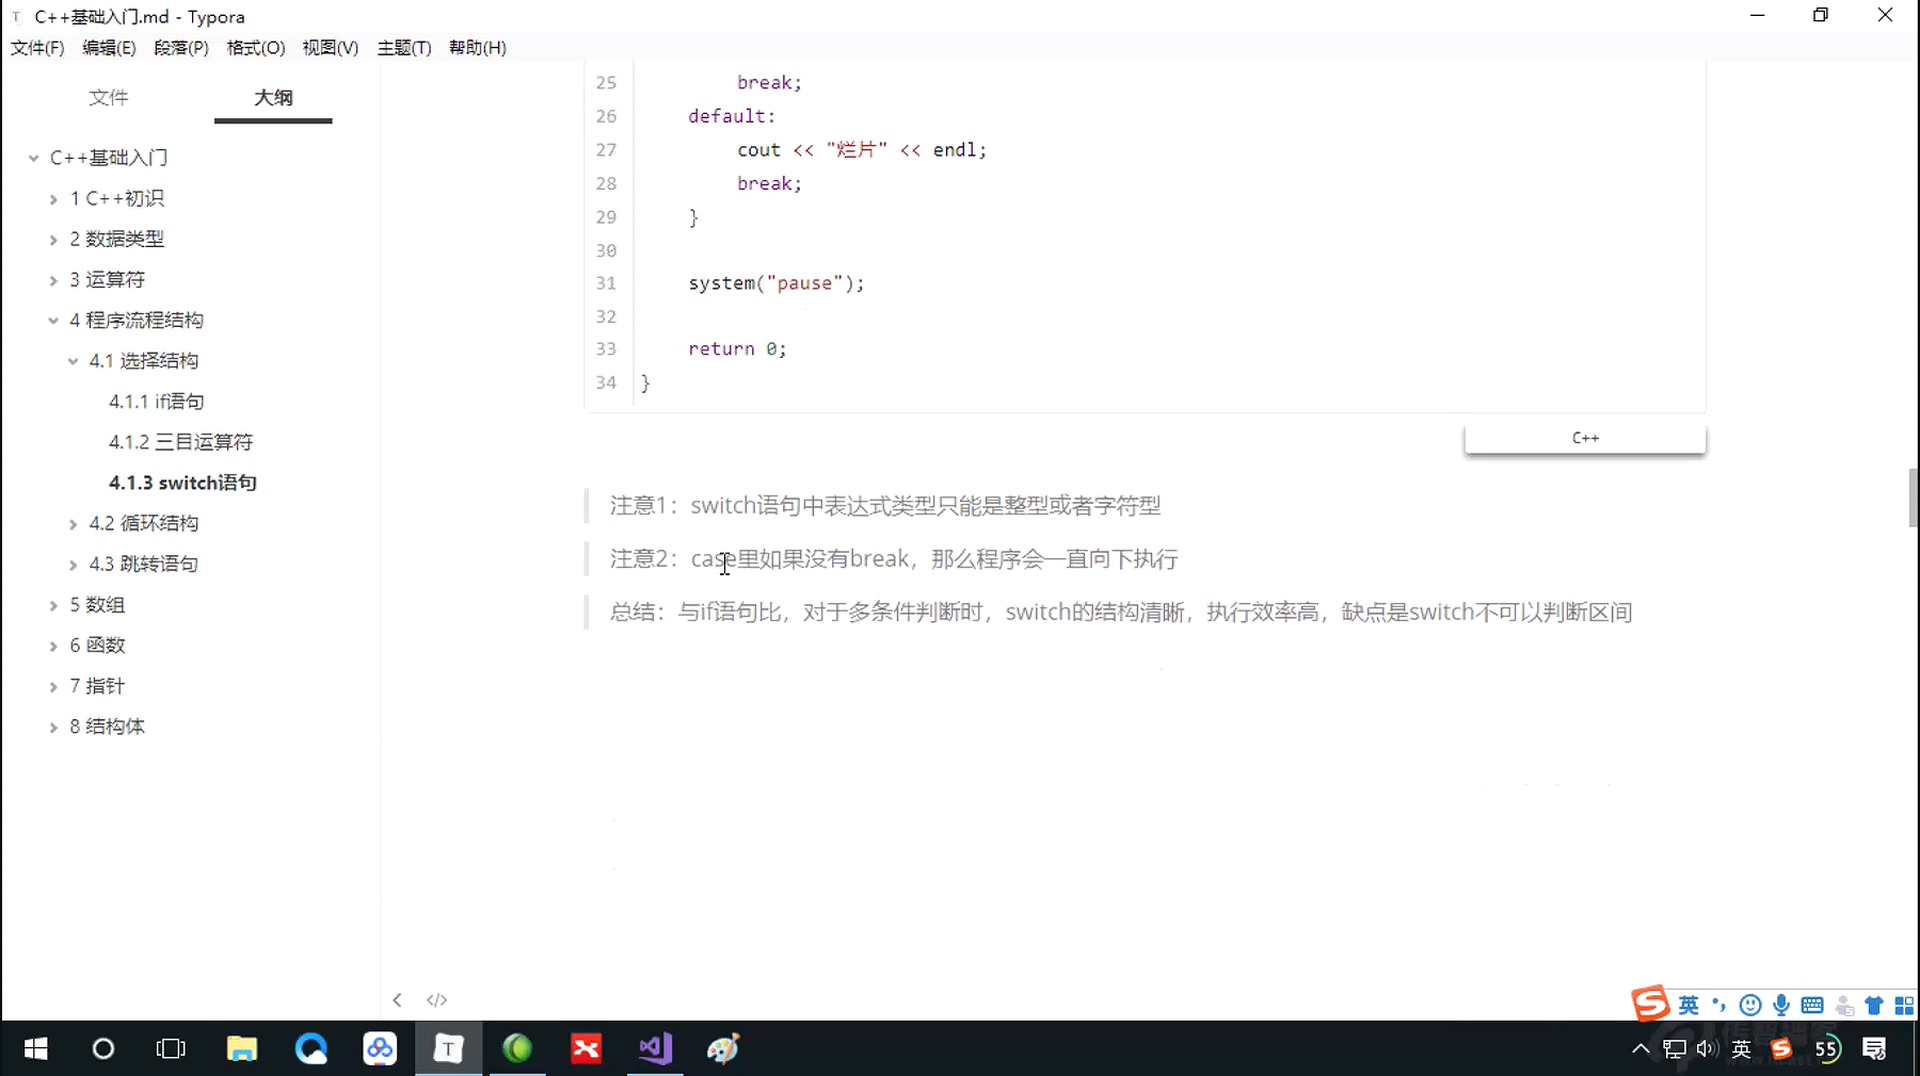 C++基础入门.md - Typora
文件(F) 编辑(E) 段落(P) 格式(O) 视图(V) 主题(T) 帮助(H)
文件 大纲
C++基础入门
1 C++初识
2 数据类型
3 运算符
4 程序流程结构
4.1 选择结构
4.1.1 if语句
4.1.2 三目运算符
4.1.3 switch语句
4.2 循环结构
4.3 跳转语句
5 数组
6 函数
7 指针
8 结构体
25 break;
26 default:
27 cout << "烂片" << endl;
28 break;
29 }
30
31 system("pause");
32
33 return 0;
34 }
C++
注意1：switch语句中表达式类型只能是整型或者字符型
注意2：case里如果没有break，那么程序会一直向下执行
总结：与if语句比，对于多条件判断时，switch的结构清晰，执行效率高，缺点是switch不可以判断区间
英
英 55